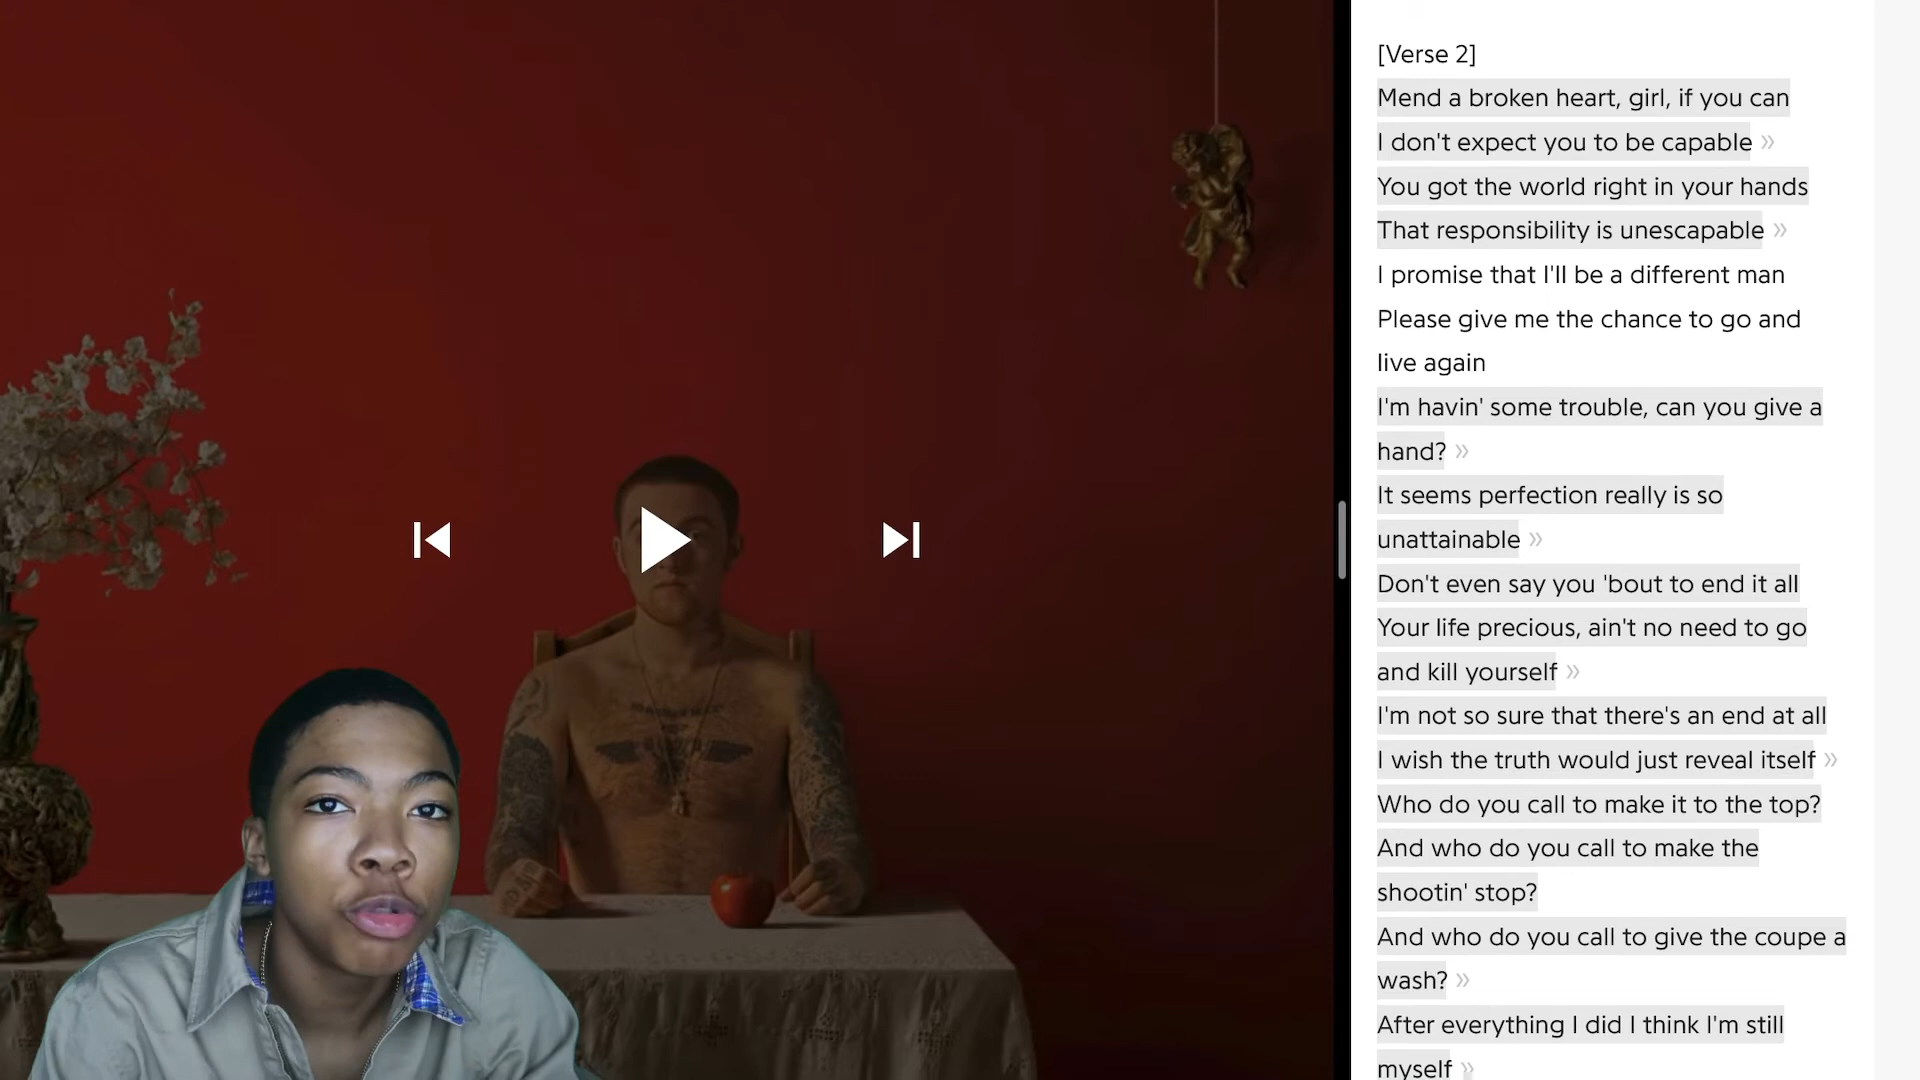 [Verse 2]
Mend a broken heart, girl, if you can
I don't expect you to be capable »
You got the world right in your hands
That responsibility is unescapable »
I promise that I'll be a different man
Please give me the chance to go and
live again
I'm havin' some trouble, can you give a
hand? »
It seems perfection really is so
unattainable »
Don't even say you 'bout to end it all
Your life precious, ain't no need to go
and kill yourself »
I'm not so sure that there's an end at all
I wish the truth would just reveal itself »
Who do you call to make it to the top?
And who do you call to make the
shootin' stop?
And who do you call to give the coupe a
wash? »
After everything I did I think I'm still
myself »